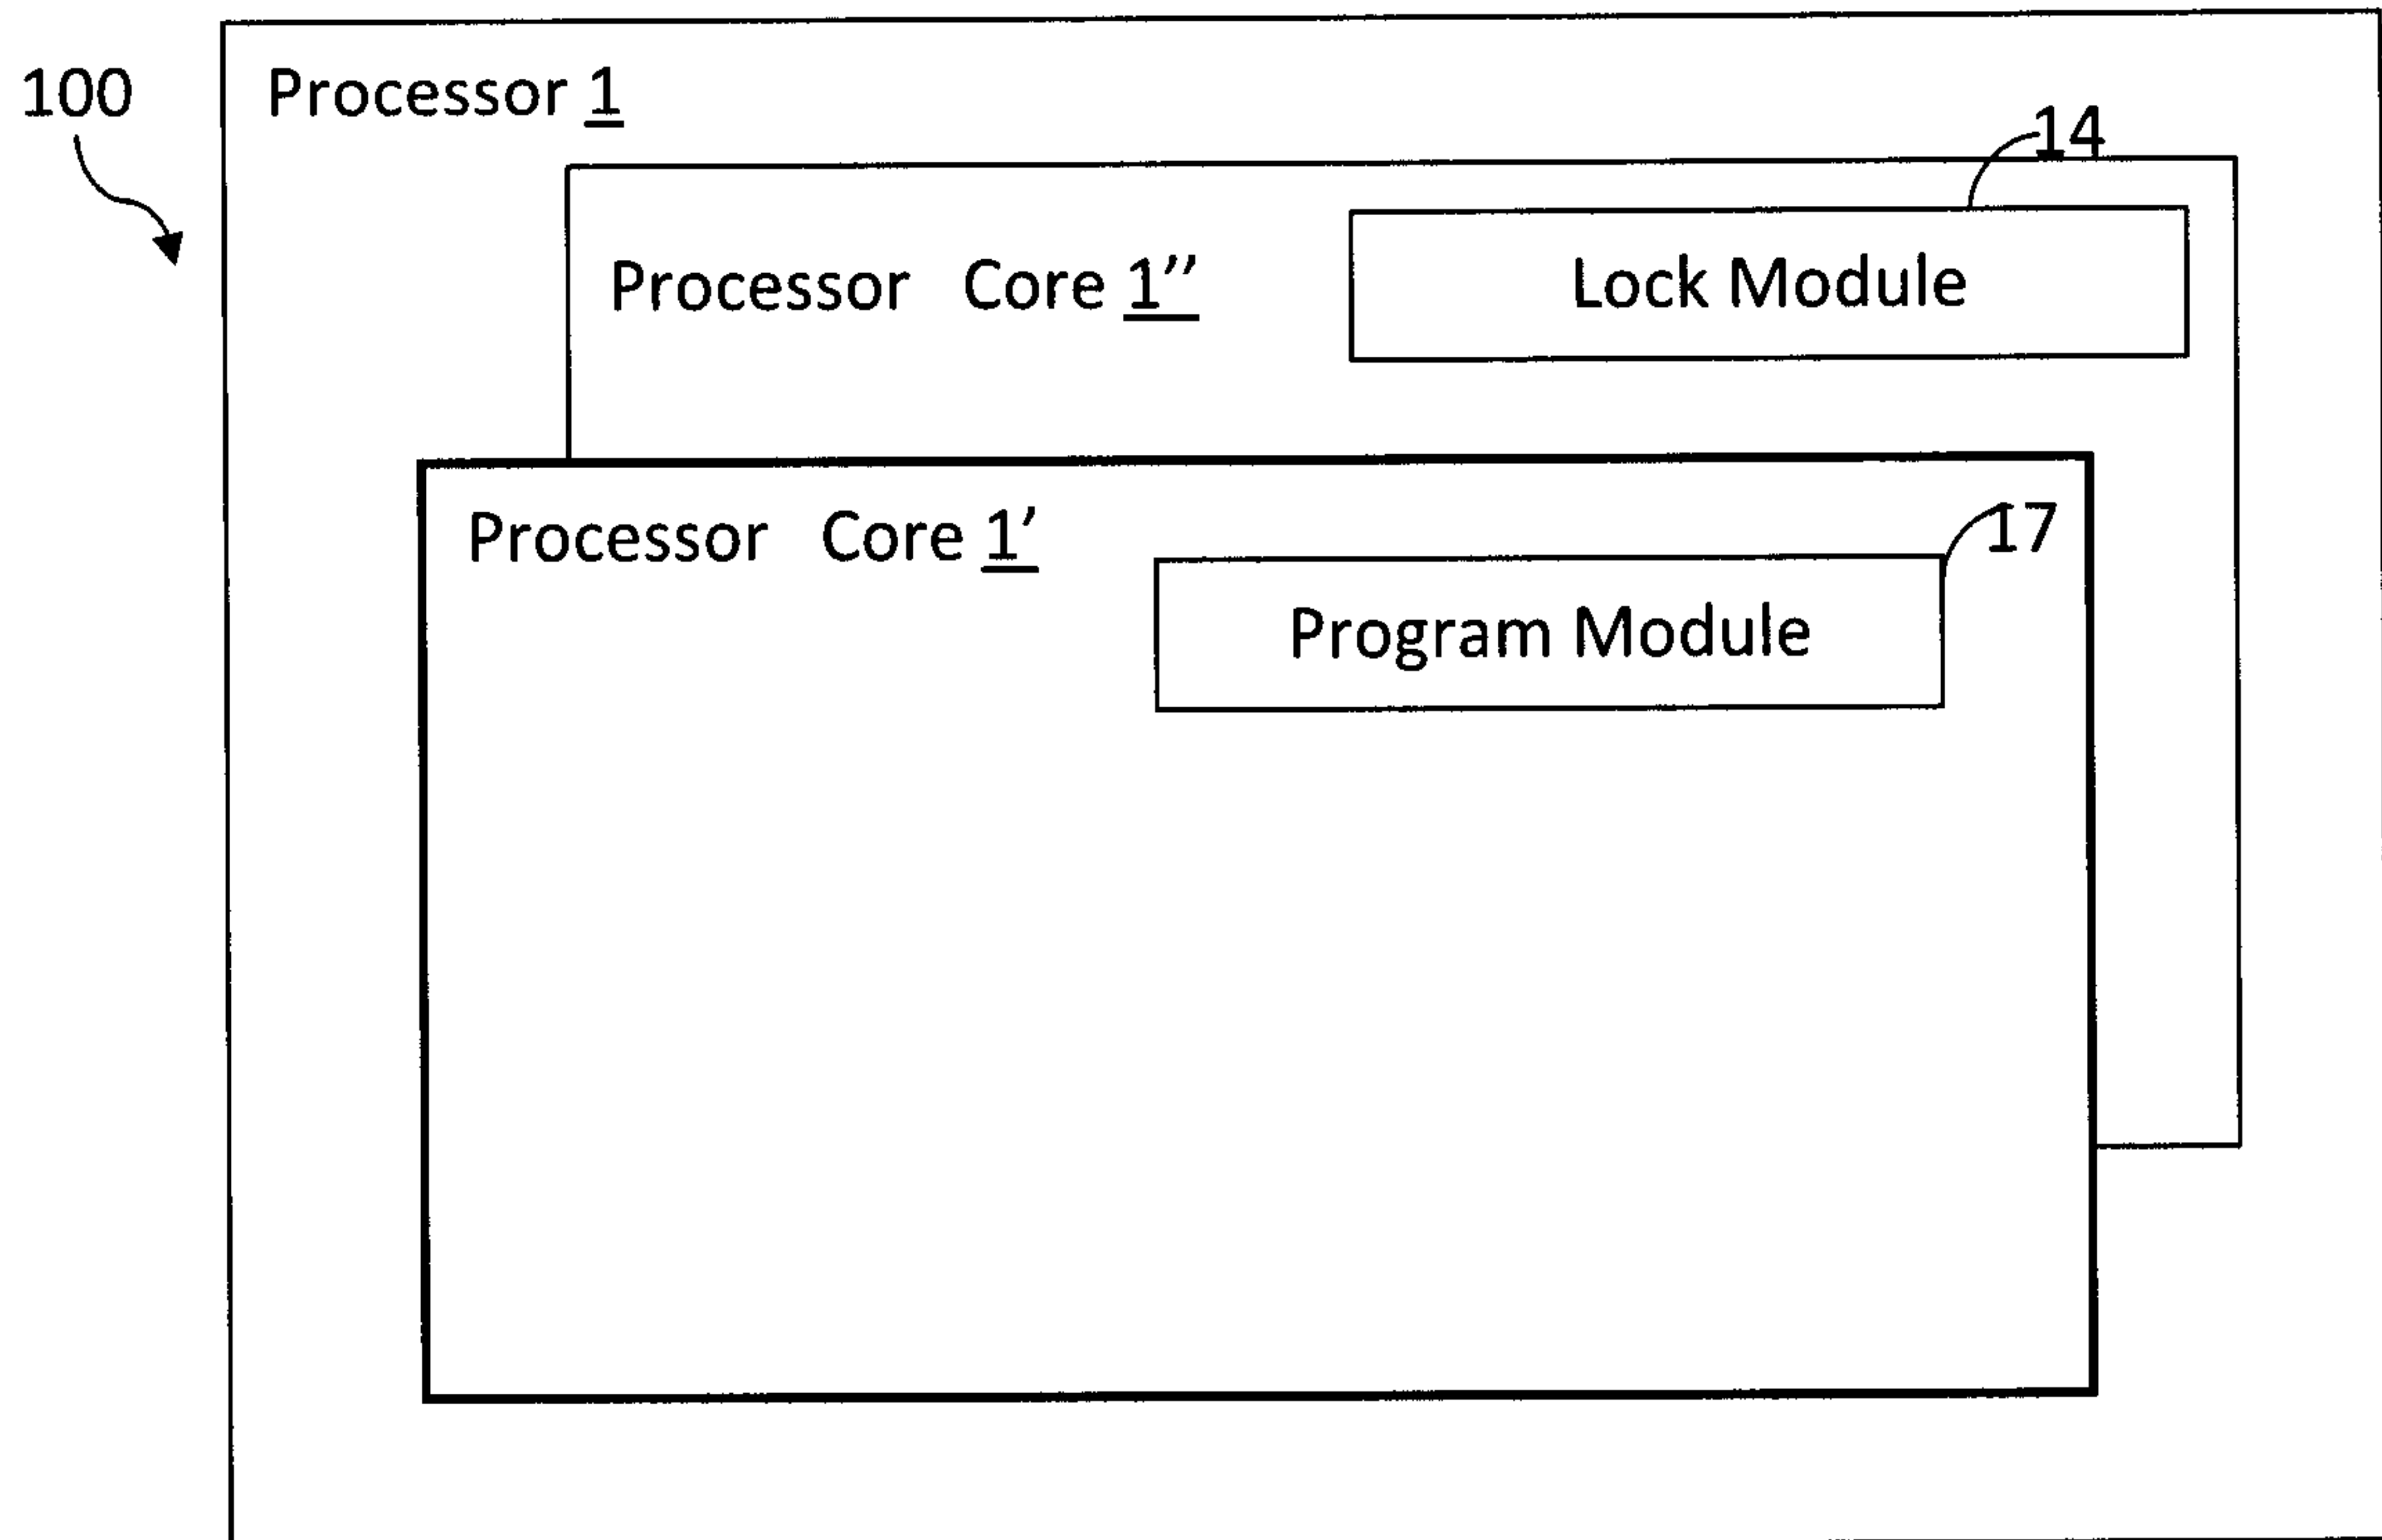 100
Processor 1
14
Processor Core 1’’
Lock Module
Processor Core 1’
17
Program Module